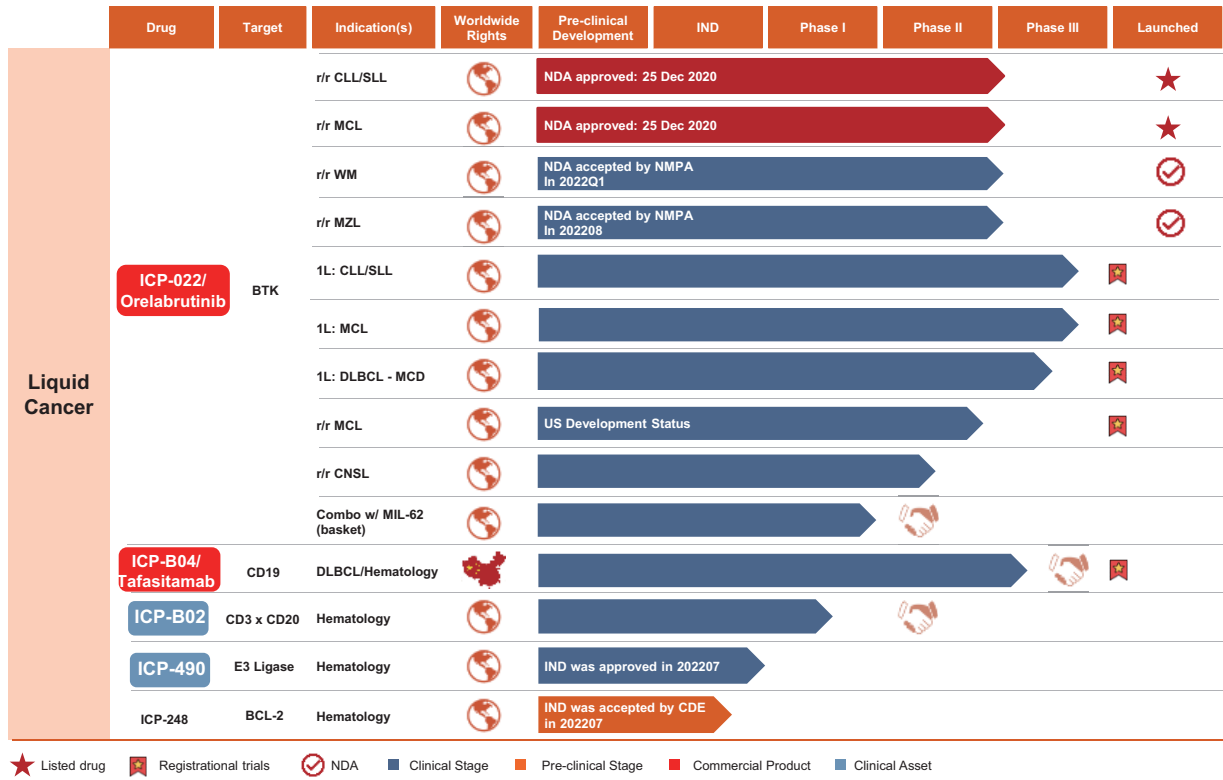 Drug Target Indication(s) Worldwide Rights Pre-clinical Development IND Phase I Phase II Phase III Launched
Liquid
Cancer
ICP-022/
Orelabrutinib
BTK
r/r CLL/SLL
NDA approved: 25 Dec 2020
r/r MCL
NDA approved: 25 Dec 2020
r/r WM
NDA accepted by NMPA
In 2022Q1
r/r MZL
NDA accepted by NMPA
In 202208
1L: CLL/SLL
1L: MCL
1L: DLBCL - MCD
r/r MCL
US Development Status
r/r CNSL
Combo w/ MIL-62
(basket)
ICP-B04/
Tafasitamab
CD19
DLBCL/Hematology
ICP-B02
CD3 x CD20
Hematology
ICP-490
E3 Ligase
Hematology
IND was approved in 202207
ICP-248
BCL-2
Hematology
IND was accepted by CDE
in 202207
Listed drug Registrational trials NDA Clinical Stage Pre-clinical Stage Commercial Product Clinical Asset